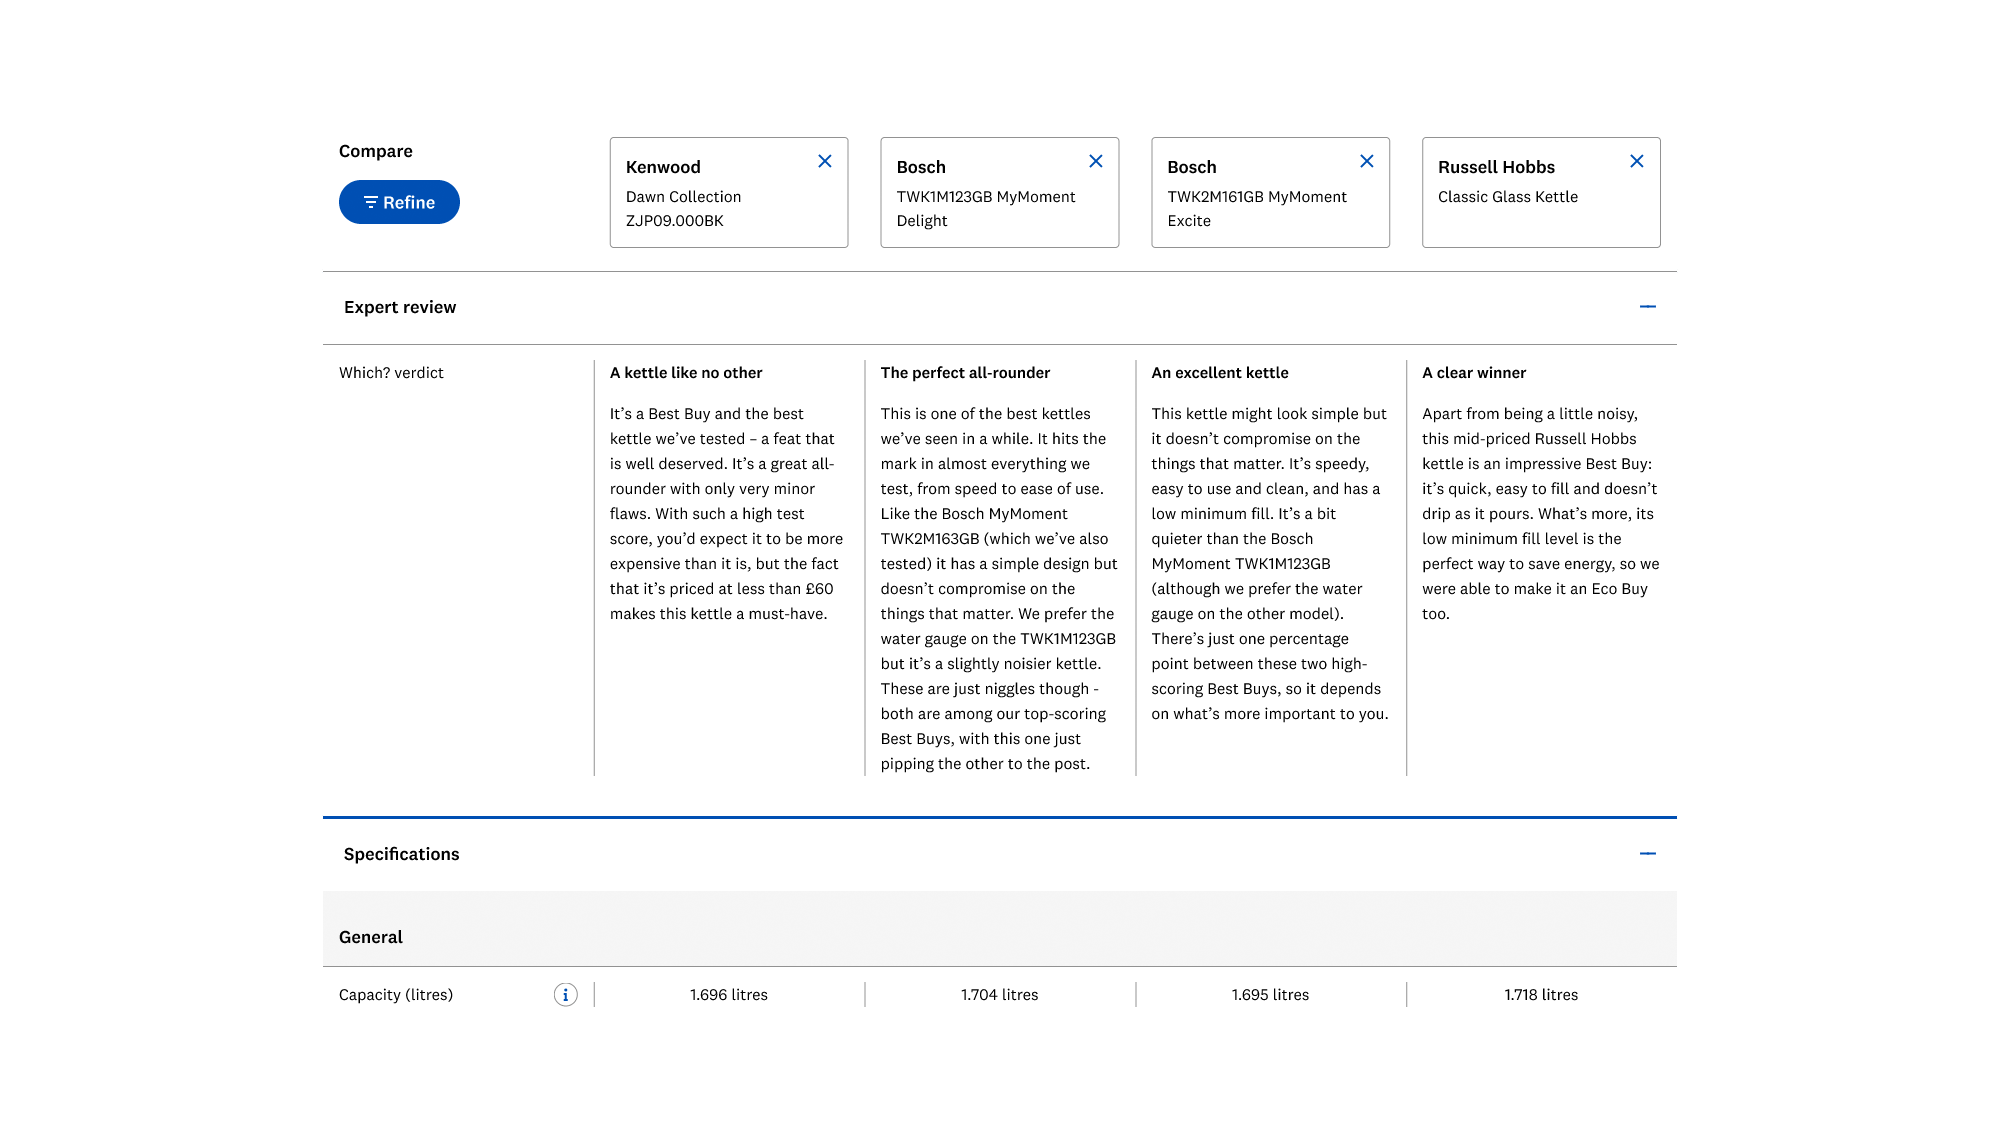 Compare
Refine
Kenwood
Dawn Collection
ZJP09.000BK
Bosch
TWK1M123GB MyMoment
Delight
Bosch
TWK2M161GB MyMoment
Excite
Russell Hobbs
Classic Glass Kettle
Expert review
Which? verdict
A kettle like no other
It's a Best Buy and the best
kettle we've tested – a feat that
is well deserved. It's a great all-
rounder with only very minor
flaws. With such a high test
score, you'd expect it to be more
expensive than it is, but the fact
that it's priced at less than £60
makes this kettle a must-have.
The perfect all-rounder
This is one of the best kettles
we've seen in a while. It hits the
mark in almost everything we
test, from speed to ease of use.
Like the Bosch MyMoment
TWK2M163GB (which we've also
tested) it has a simple design but
doesn't compromise on the
things that matter. We prefer the
water gauge on the TWK1M123GB
but it's a slightly noisier kettle.
These are just niggles though -
both are among our top-scoring
Best Buys, with this one just
pipping the other to the post.
An excellent kettle
This kettle might look simple but
it doesn't compromise on the
things that matter. It's speedy,
easy to use and clean, and has a
low minimum fill. It's a bit
quieter than the Bosch
MyMoment TWK1M123GB
(although we prefer the water
gauge on the other model).
There's just one percentage
point between these two high-
scoring Best Buys, so it depends
on what's more important to you.
A clear winner
Apart from being a little noisy,
this mid-priced Russell Hobbs
kettle is an impressive Best Buy:
it's quick, easy to fill and doesn't
drip as it pours. What's more, its
low minimum fill level is the
perfect way to save energy, so we
were able to make it an Eco Buy
too.
Specifications
General
Capacity (litres) i 1.696 litres 1.704 litres 1.695 litres 1.718 litres